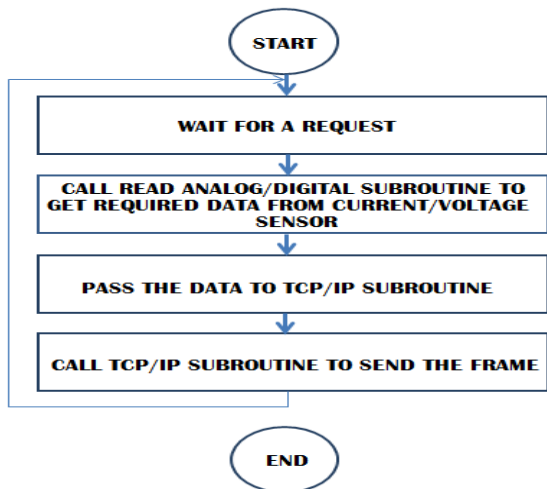 START
WAIT FOR A REQUEST
CALL READ ANALOG/DIGITAL SUBROUTINE TO
GET REQUIRED DATA FROM CURRENT/VOLTAGE
SENSOR
PASS THE DATA TO TCP/IP SUBROUTINE
CALL TCP/IP SUBROUTINE TO SEND THE FRAME
END